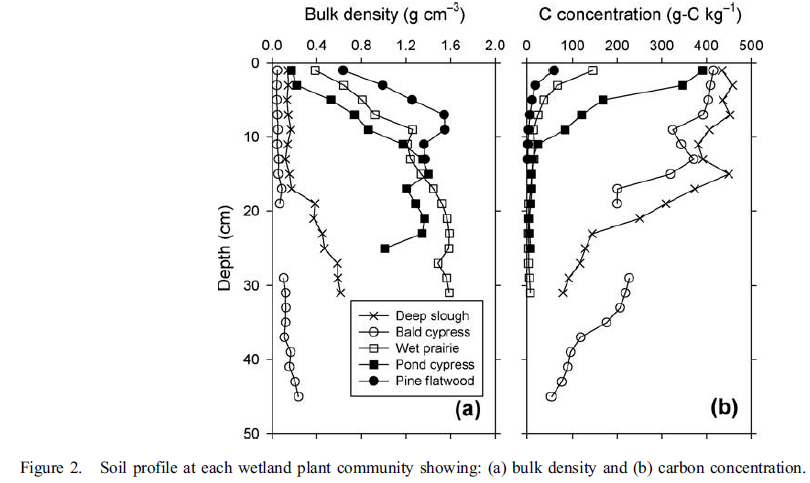 Bulk density (g cm⁻³)
C concentration (g-C kg⁻¹)
0.0 0.4 0.8 1.2 1.6 2.0
0 100 200 300 400 500
0
10
20
30
40
50
Depth (cm)
Deep slough
Bald cypress
Wet prairie
Pond cypress
Pine flatwood
(a)
(b)
Figure 2. Soil profile at each wetland plant community showing: (a) bulk density and (b) carbon concentration.